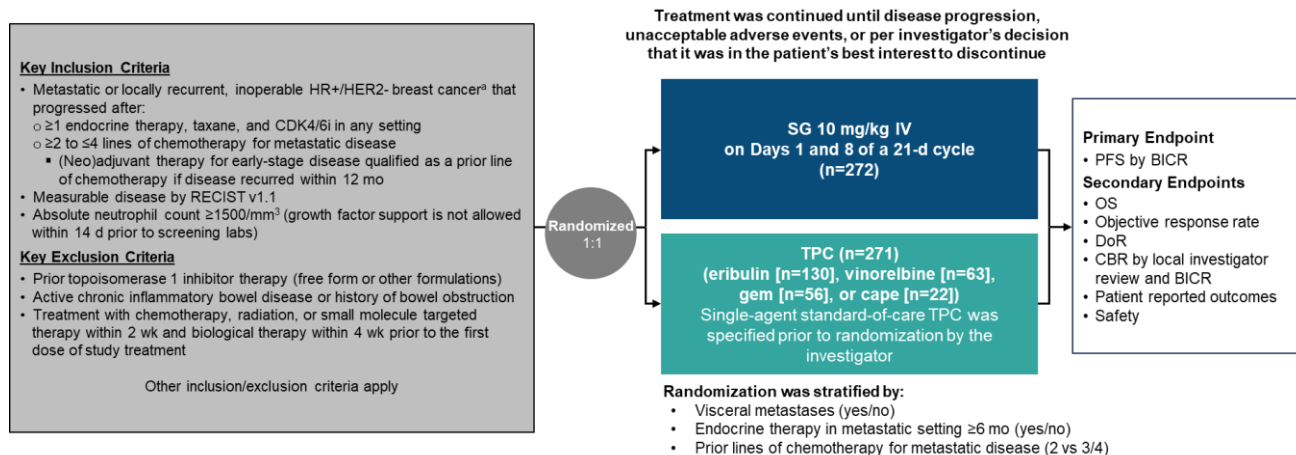 Key Inclusion Criteria
• Metastatic or locally recurrent, inoperable HR+/HER2- breast cancerᵃ that
progressed after:
o ≥1 endocrine therapy, taxane, and CDK4/6i in any setting
o ≥2 to ≤4 lines of chemotherapy for metastatic disease
▪ (Neo)adjuvant therapy for early-stage disease qualified as a prior line
of chemotherapy if disease recurred within 12 mo
• Measurable disease by RECIST v1.1
• Absolute neutrophil count ≥1500/mm³ (growth factor support is not allowed
within 14 d prior to screening labs)
Key Exclusion Criteria
• Prior topoisomerase 1 inhibitor therapy (free form or other formulations)
• Active chronic inflammatory bowel disease or history of bowel obstruction
• Treatment with chemotherapy, radiation, or small molecule targeted
therapy within 2 wk and biological therapy within 4 wk prior to the first
dose of study treatment
Other inclusion/exclusion criteria apply
Randomized
1:1
Treatment was continued until disease progression,
unacceptable adverse events, or per investigator's decision
that it was in the patient's best interest to discontinue
SG 10 mg/kg IV
on Days 1 and 8 of a 21-d cycle
(n=272)
TPC (n=271)
(eribulin [n=130], vinorelbine [n=63],
gem [n=56], or cape [n=22])
Single-agent standard-of-care TPC was
specified prior to randomization by the
investigator
Randomization was stratified by:
• Visceral metastases (yes/no)
• Endocrine therapy in metastatic setting ≥6 mo (yes/no)
• Prior lines of chemotherapy for metastatic disease (2 vs 3/4)
Primary Endpoint
• PFS by BICR
Secondary Endpoints
• OS
• Objective response rate
• DoR
• CBR by local investigator
review and BICR
• Patient reported outcomes
• Safety